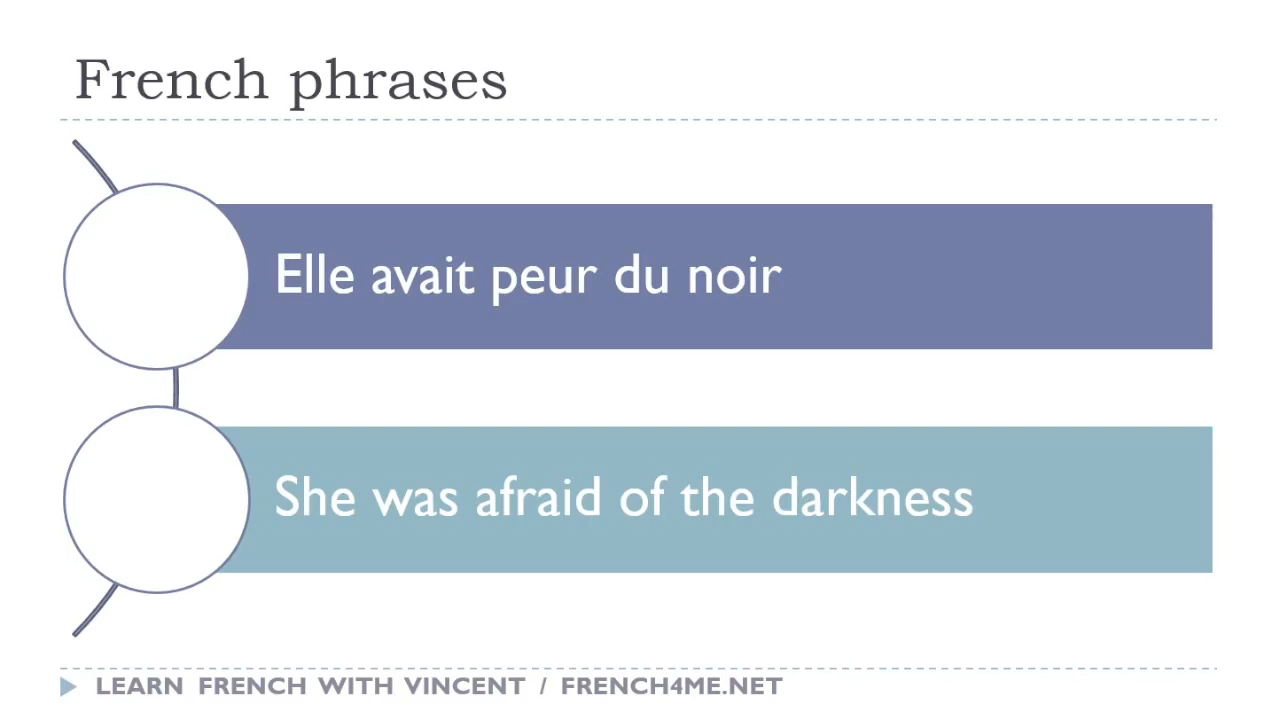 French phrases
Elle avait peur du noir
She was afraid of the darkness
LEARN FRENCH WITH VINCENT / FRENCH4ME.NET